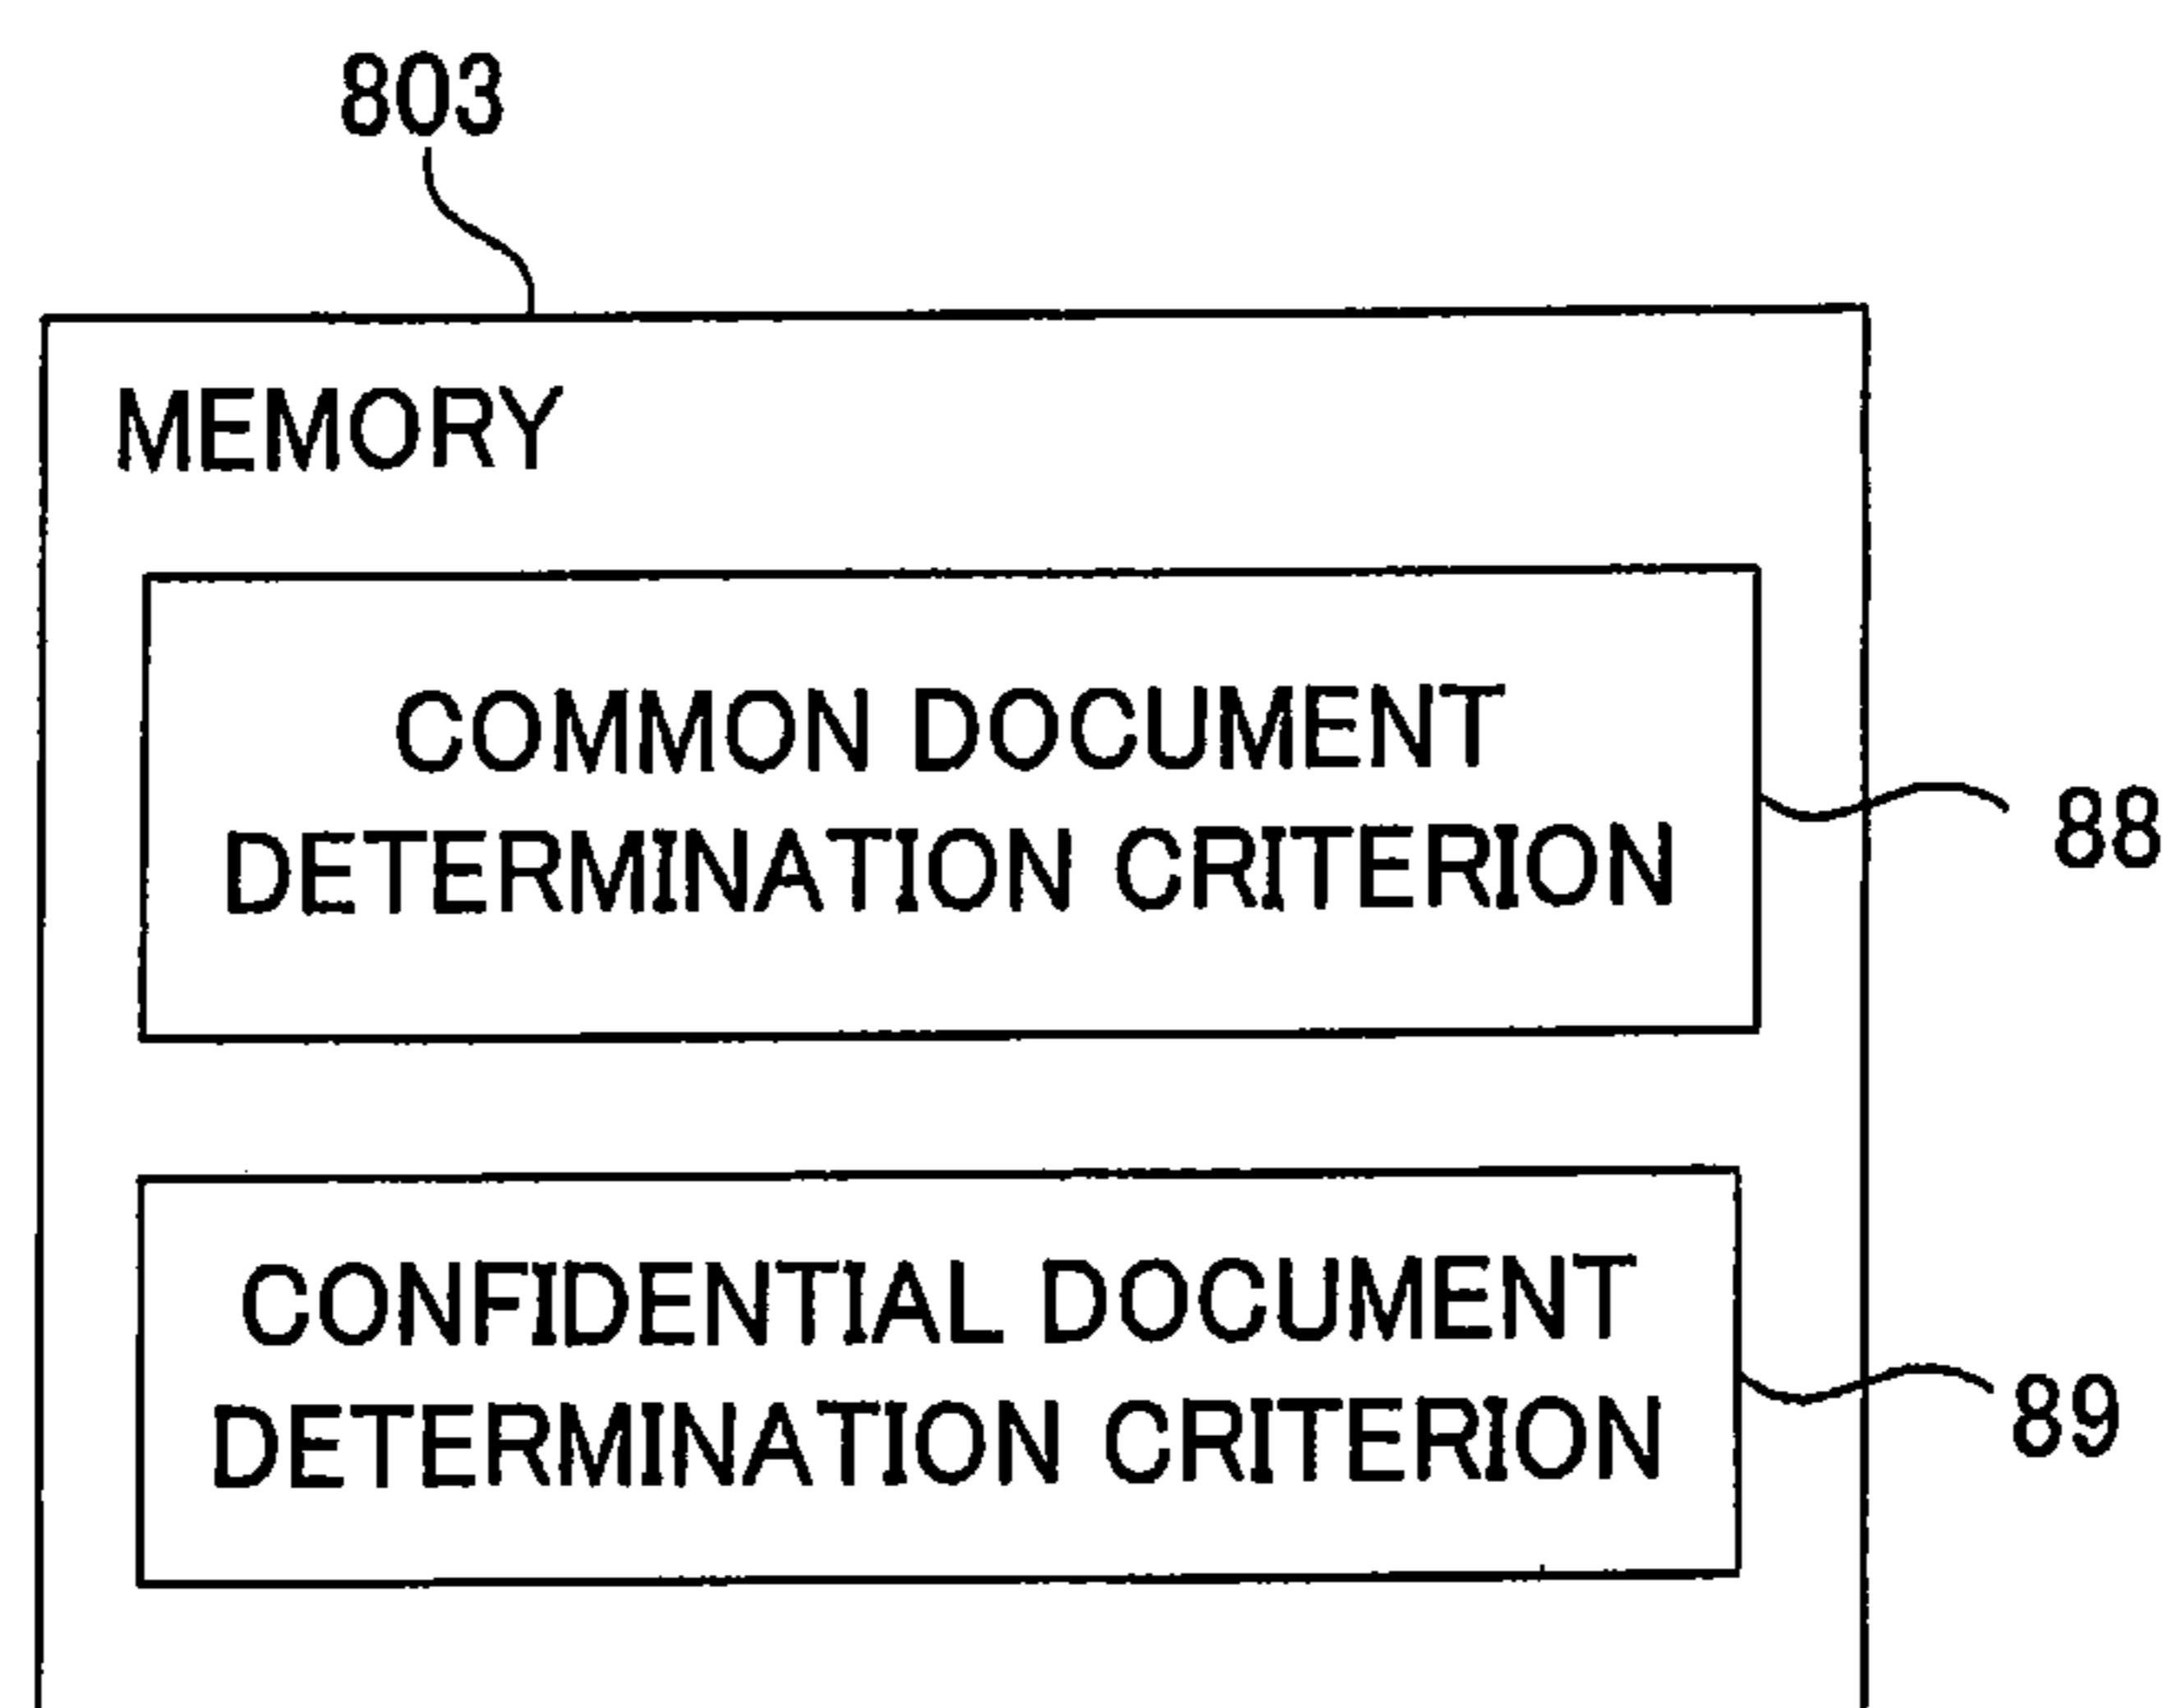 803
MEMORY
COMMON DOCUMENT
DETERMINATION CRITERION
88
CONFIDENTIAL DOCUMENT
DETERMINATION CRITERION
89